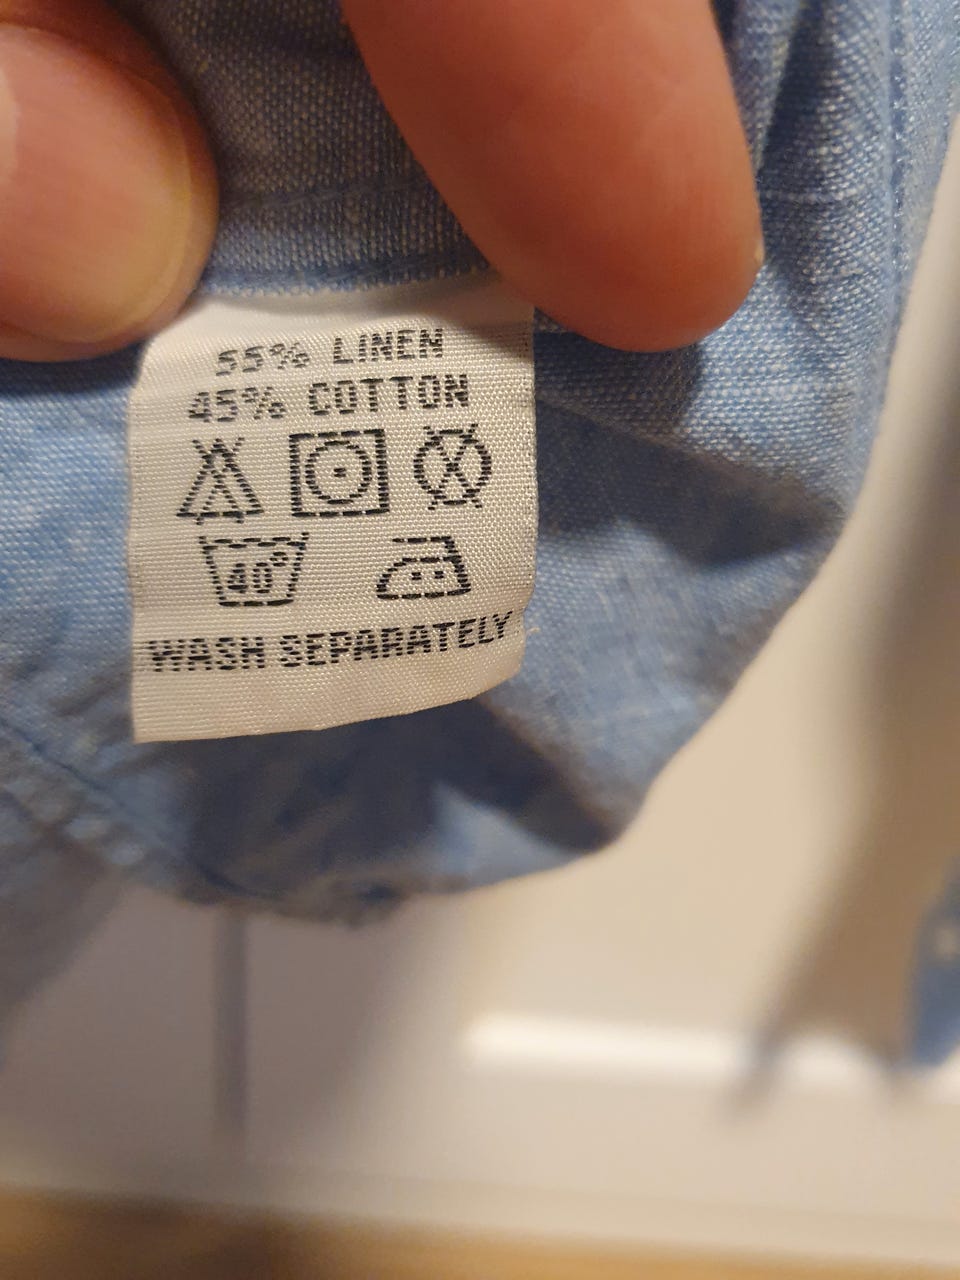 55% LINEN
45% COTTON
40°
WASH SEPARATELY